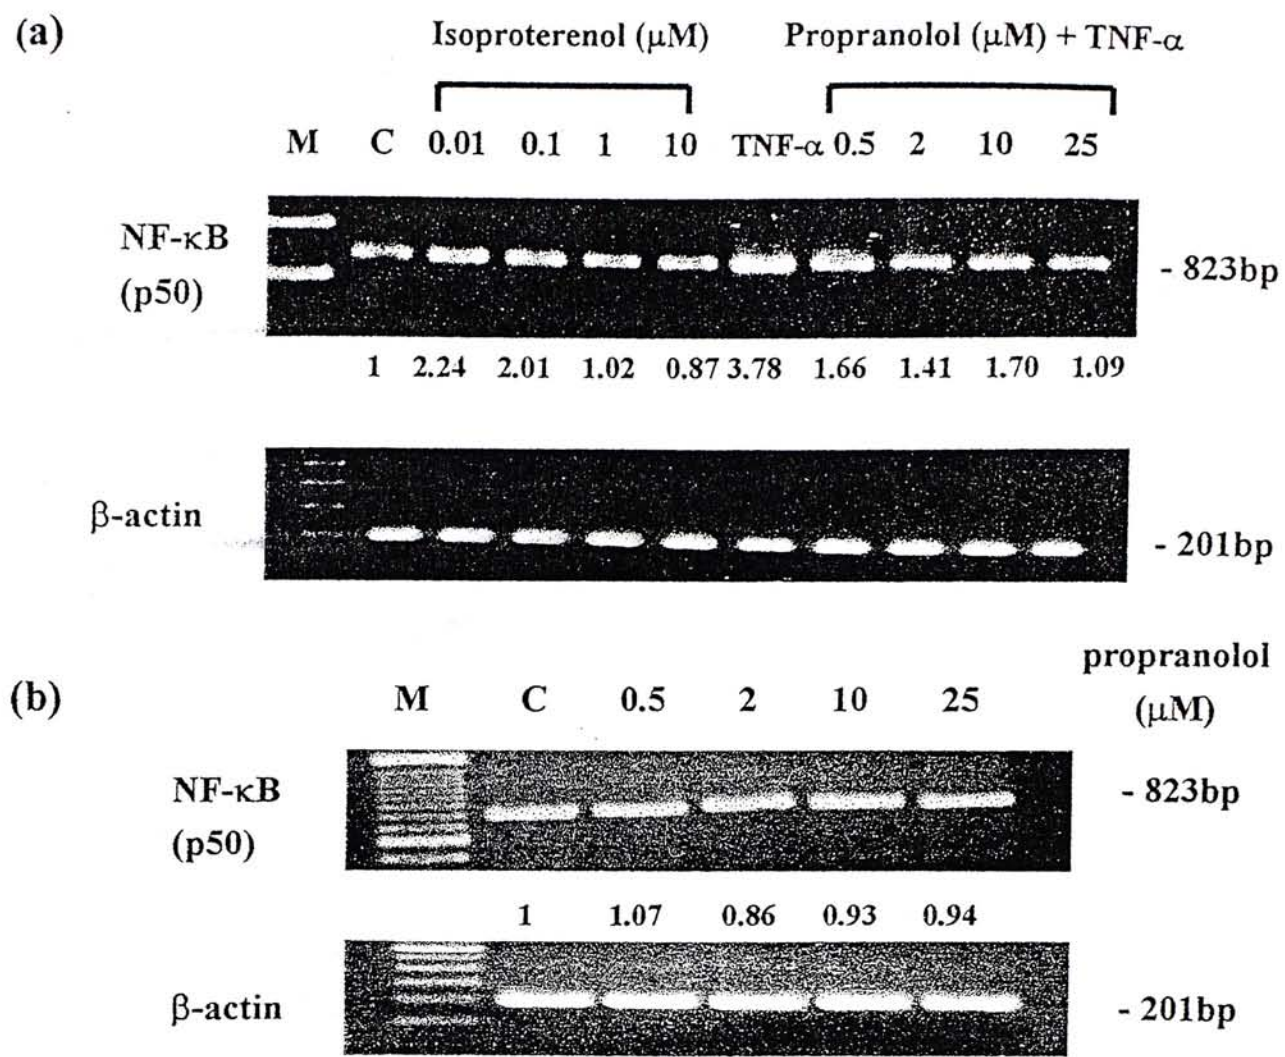 (a)
Isoproterenol (μM) Propranolol (μM) + TNF-α
M C 0.01 0.1 1 10 TNF-α 0.5 2 10 25
NF-κB
(p50)
- 823bp
1 2.24 2.01 1.02 0.87 3.78 1.66 1.41 1.70 1.09
β-actin
- 201bp
propranolol
(μM)
(b)
M C 0.5 2 10 25
NF-κB
(p50)
- 823bp
1 1.07 0.86 0.93 0.94
β-actin
- 201bp